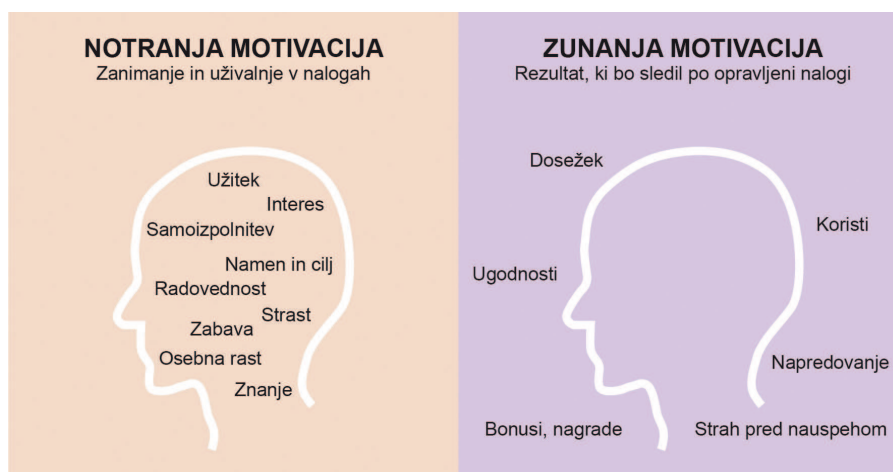 NOTRANJA MOTIVACIJA
Zanimanje in uživalnje v nalogah
Užitek
Interes
Samoizpolnitev
Namen in cilj
Radovednost
Strast
Zabava
Osebna rast
Znanje
ZUNANJA MOTIVACIJA
Rezultat, ki bo sledil po opravljeni nalogi
Dosežek
Koristi
Ugodnosti
Napredovanje
Bonusi, nagrade
Strah pred nauspehom